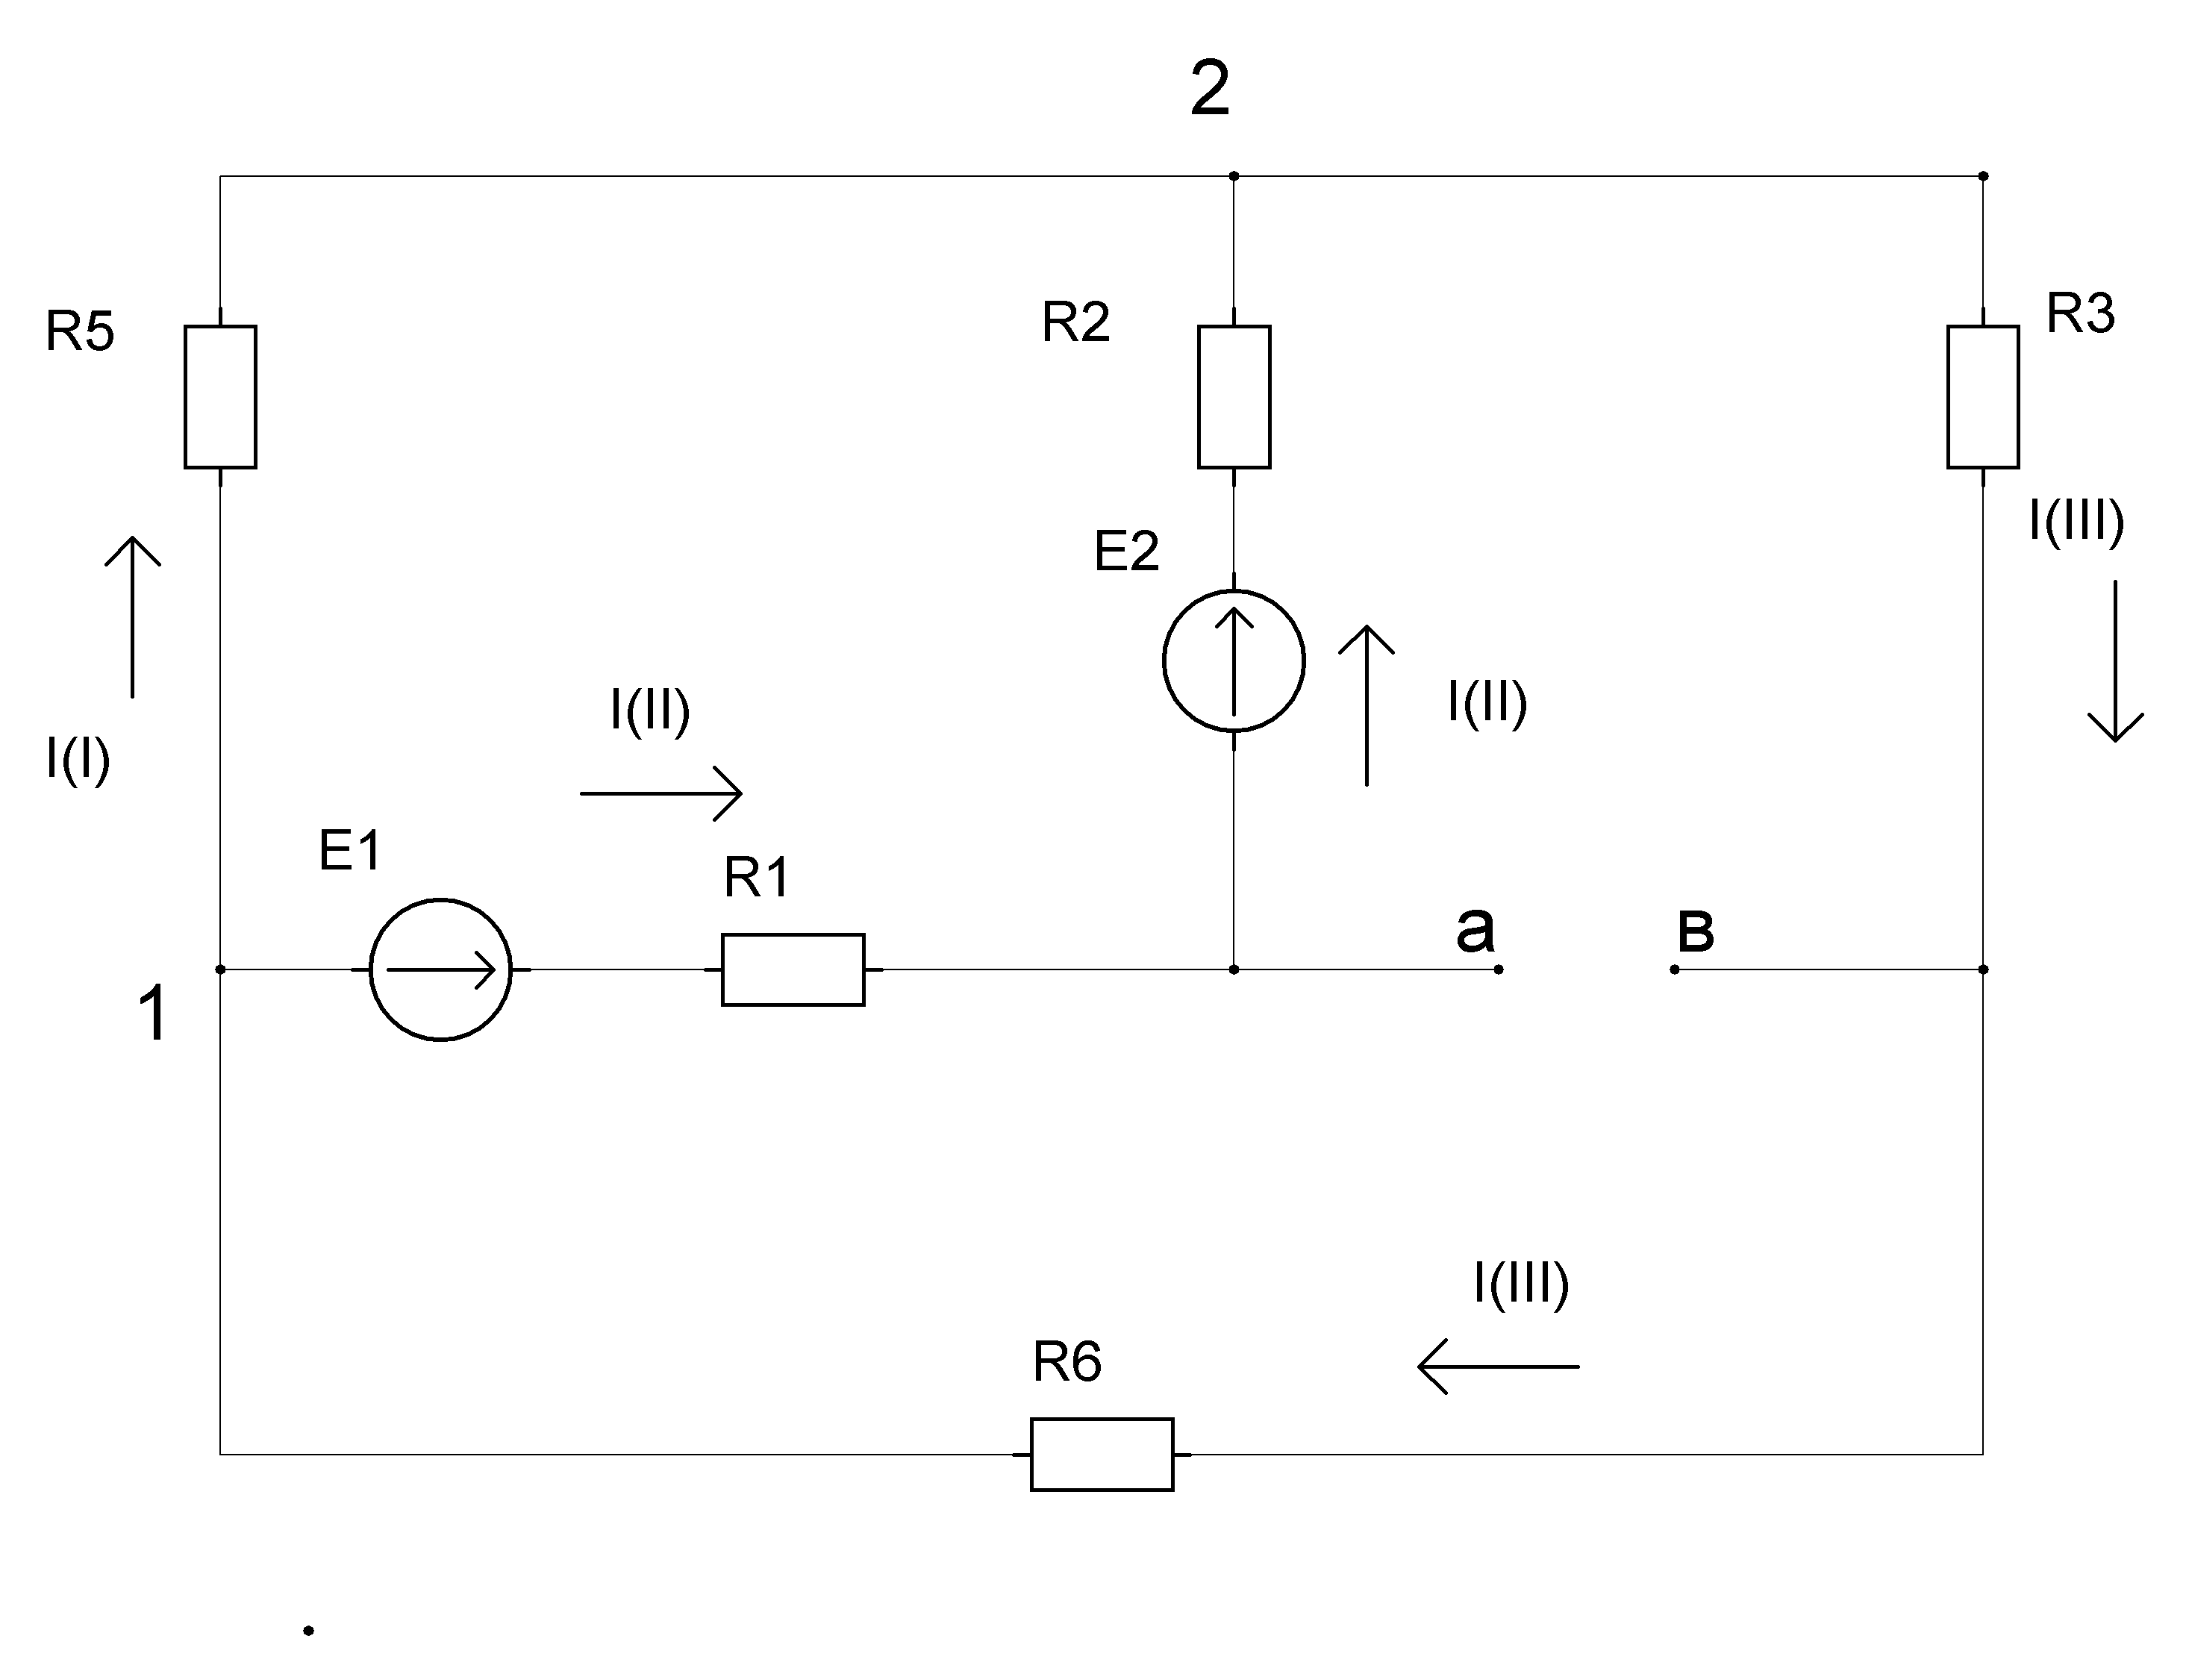 2
R5
R2
R3
I(III)
E2
I(II)
I(II)
I(I)
E1
R1
а
в
1
I(III)
R6